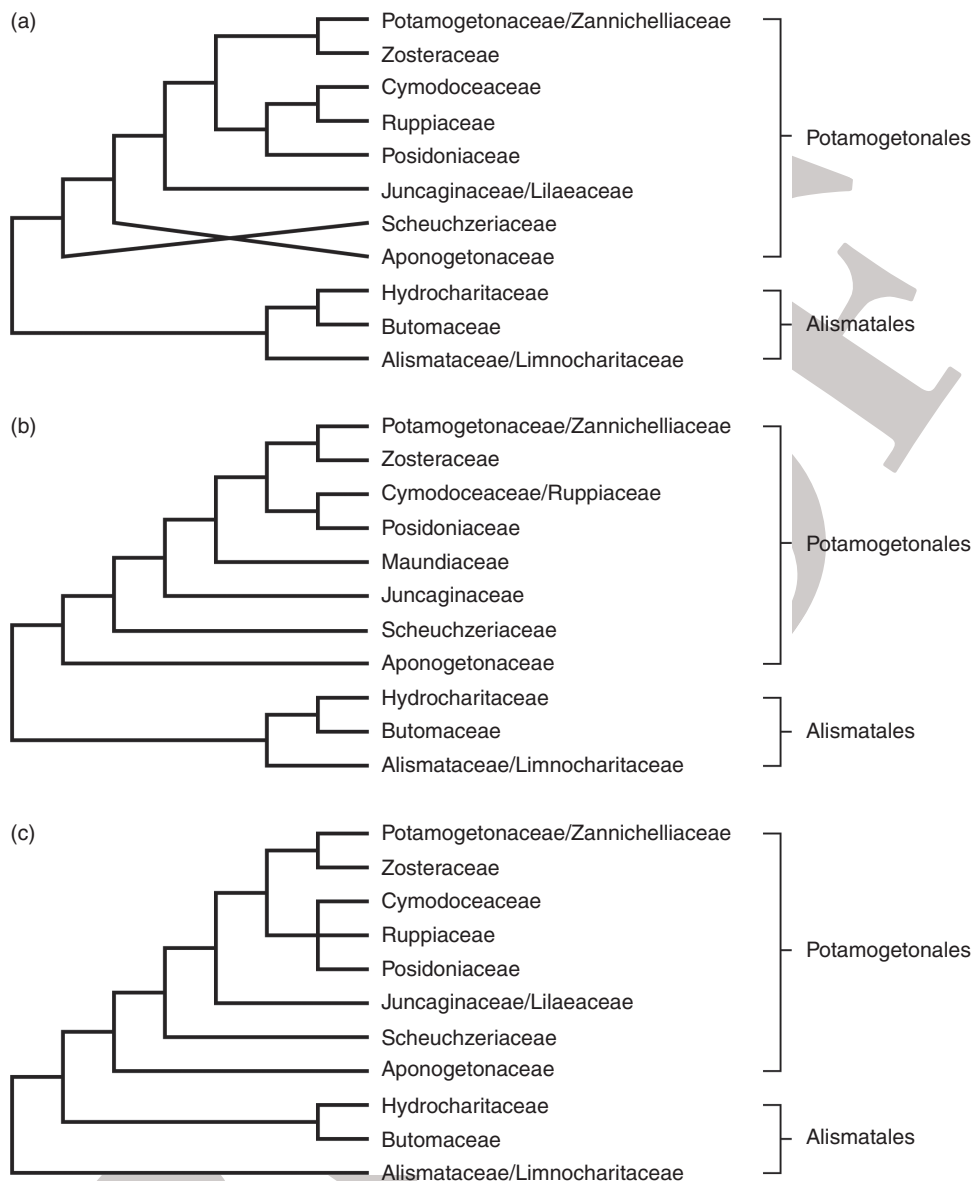 (a)
Potamogetonaceae/Zannichelliaceae
Zosteraceae
Cymodoceaceae
Ruppiaceae
Posidoniaceae
Juncaginaceae/Lilaeaceae
Scheuchzeriaceae
Aponogetonaceae
Potamogetonales
Hydrocharitaceae
Butomaceae
Alismataceae/Limnocharitaceae
Alismatales
(b)
Potamogetonaceae/Zannichelliaceae
Zosteraceae
Cymodoceaceae/Ruppiaceae
Posidoniaceae
Maundiaceae
Juncaginaceae
Scheuchzeriaceae
Aponogetonaceae
Potamogetonales
Hydrocharitaceae
Butomaceae
Alismataceae/Limnocharitaceae
Alismatales
(c)
Potamogetonaceae/Zannichelliaceae
Zosteraceae
Cymodoceaceae
Ruppiaceae
Posidoniaceae
Juncaginaceae/Lilaeaceae
Scheuchzeriaceae
Aponogetonaceae
Potamogetonales
Hydrocharitaceae
Butomaceae
Alismataceae/Limnocharitaceae
Alismatales